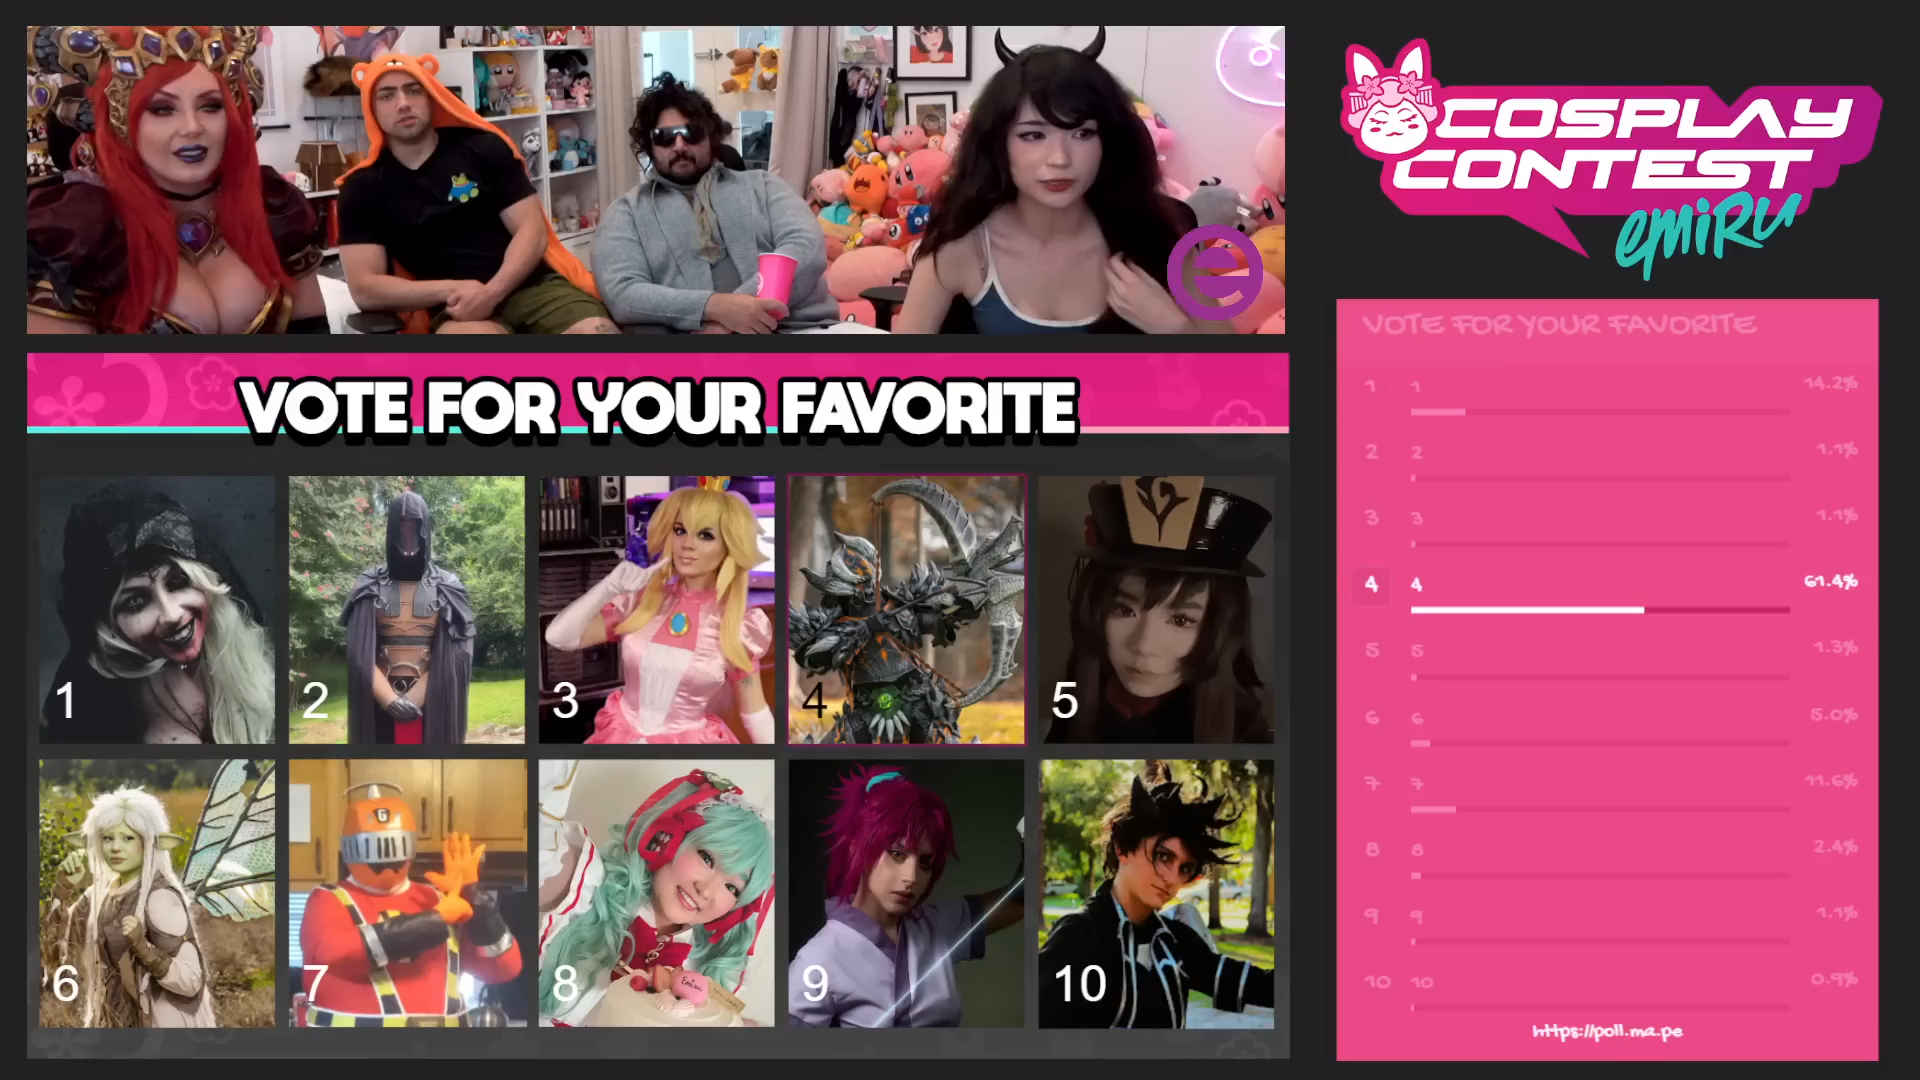 COSPLAY
CONTEST
emiru
e
VOTE FOR YOUR FAVORITE
1
2
3
4
5
6
7
8
9
10
VOTE FOR YOUR FAVORITE
1 1 14.2%
2 2 1.1%
3 3 1.1%
4 4 61.4%
5 5 1.3%
6 6 5.0%
7 7 11.6%
8 8 2.4%
9 9 1.1%
10 10 0.9%
https://poll.ma.pe